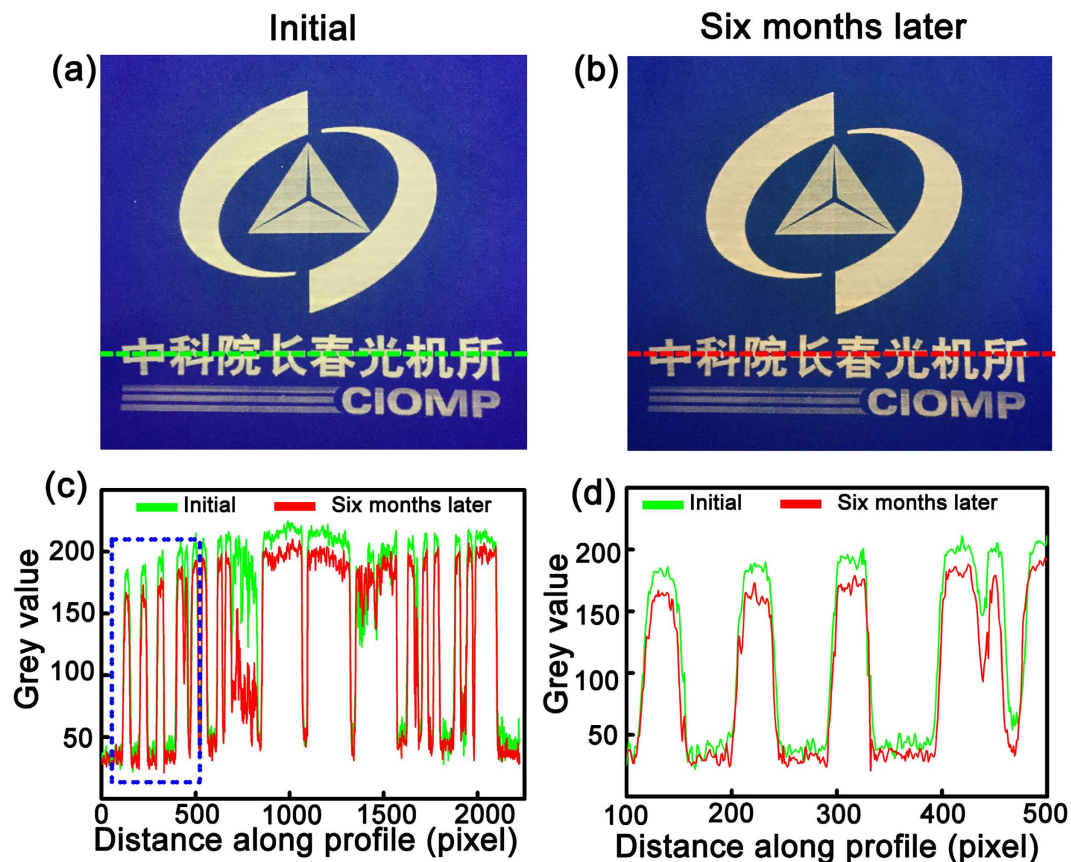 Initial
Six months later
(a)
(b)
中科院长春光机所
CIOMP
中科院长春光机所
CIOMP
(c)
Initial
Six months later
Grey value
200
150
100
50
0
500
1000
1500
2000
Distance along profile (pixel)
(d)
Initial
Six months later
Grey value
200
150
100
50
100
200
300
400
500
Distance along profile (pixel)